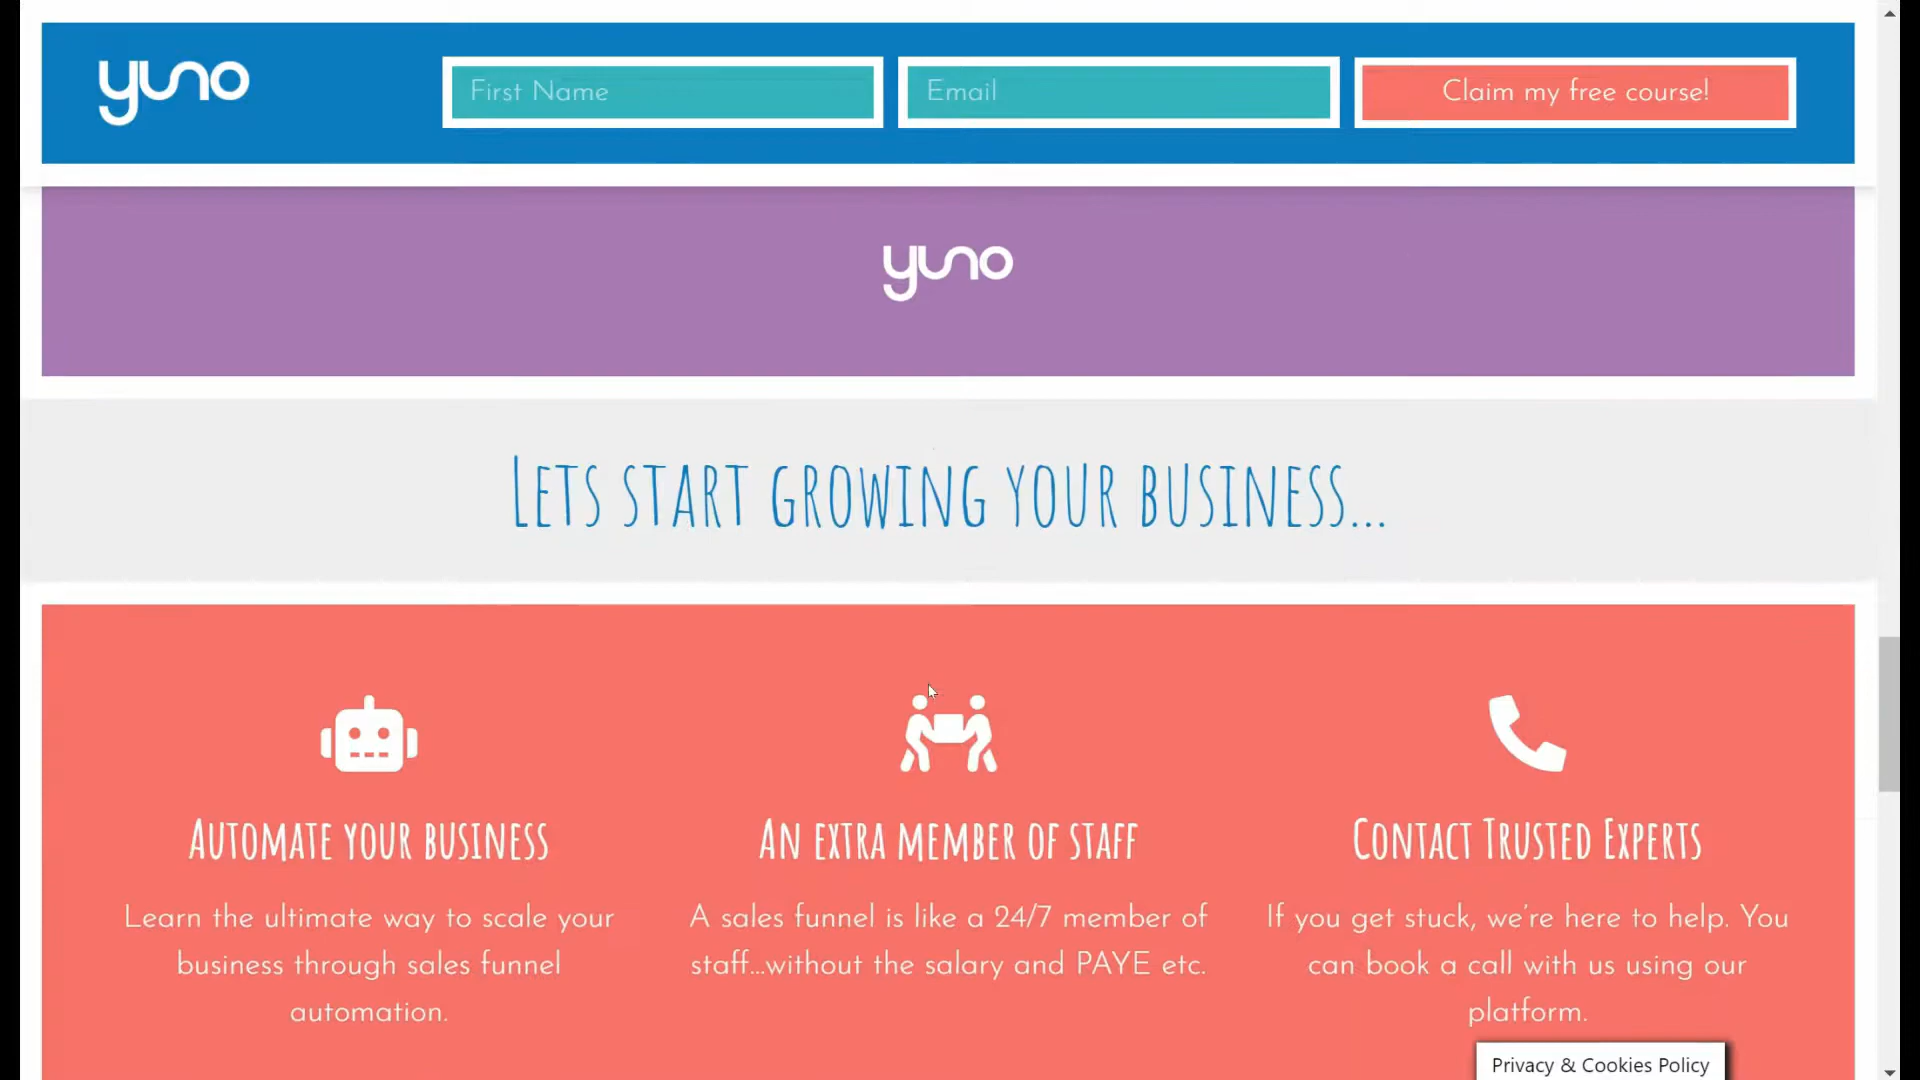 yuno
First Name
Email
Claim my free course!
yuno
Lets start growing your business...
Automate your business
Learn the ultimate way to scale your
business through sales funnel
automation.
An extra member of staff
A sales funnel is like a 24/7 member of
staff...without the salary and PAYE etc.
Contact Trusted Experts
If you get stuck, we're here to help. You
can book a call with us using our
platform.
Privacy & Cookies Policy